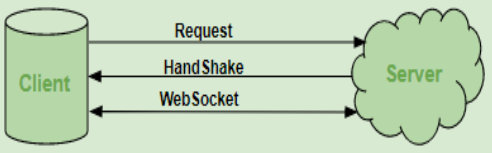 Request
HandShake
Client
Server
WebSocket